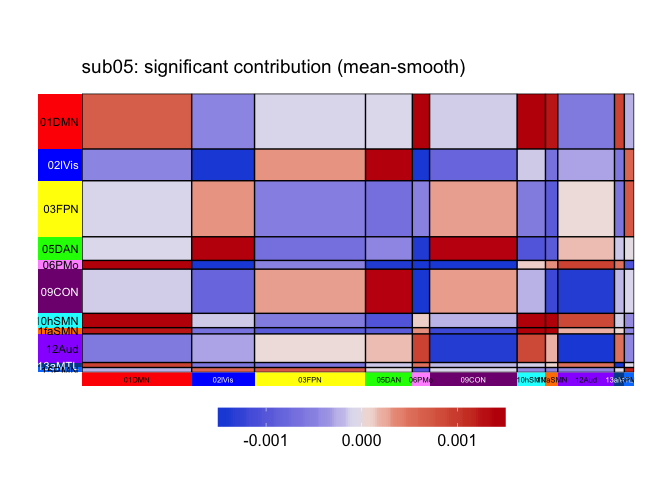 sub05: significant contribution (mean-smooth)
01DMN
02lVis
03FPN
05DAN
06PMo
09CON
10hSMN
12Aud
01DMN
02lVis
03FPN
05DAN
06PMo
09CON
10hSMN
12Aud
-0.001
0.000
0.001